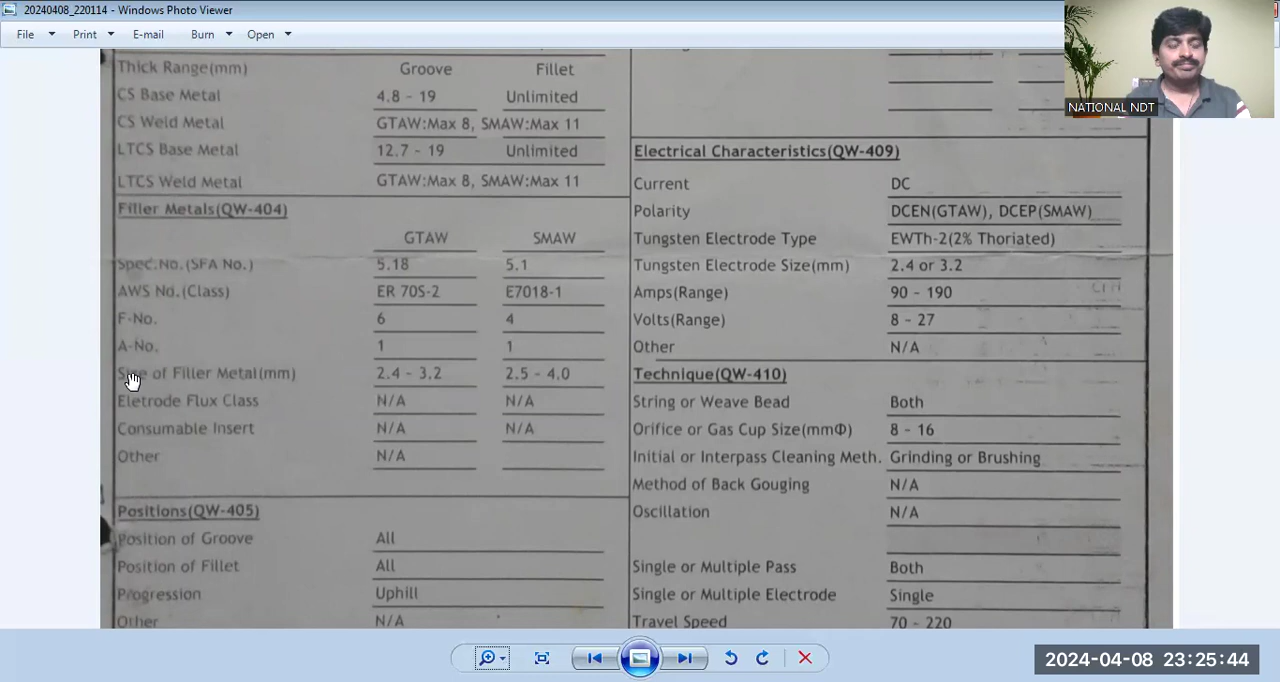 20240408_220114 - Windows Photo Viewer
File Print E-mail Burn Open
NATIONAL NDT
Thick Range(mm) Groove Fillet
CS Base Metal 4.8 - 19 Unlimited
CS Weld Metal GTAW:Max 8, SMAW:Max 11
LTCS Base Metal 12.7 - 19 Unlimited
LTCS Weld Metal GTAW:Max 8, SMAW:Max 11
Filler Metals(QW-404)
GTAW SMAW
Spec.No.(SFA No.) 5.18 5.1
AWS No.(Class) ER 70S-2 E7018-1
F-No. 6 4
A-No. 1 1
Size of Filler Metal(mm) 2.4 - 3.2 2.5 - 4.0
Eletrode Flux Class N/A N/A
Consumable Insert N/A N/A
Other N/A
Positions(QW-405)
Position of Groove All
Position of Fillet All
Progression Uphill
Other N/A
Electrical Characteristics(QW-409)
Current DC
Polarity DCEN(GTAW), DCEP(SMAW)
Tungsten Electrode Type EWTh-2(2% Thoriated)
Tungsten Electrode Size(mm) 2.4 or 3.2
Amps(Range) 90 - 190
Volts(Range) 8 - 27
Other N/A
Technique(QW-410)
String or Weave Bead Both
Orifice or Gas Cup Size(mmΦ) 8 - 16
Initial or Interpass Cleaning Meth. Grinding or Brushing
Method of Back Gouging N/A
Oscillation N/A
Single or Multiple Pass Both
Single or Multiple Electrode Single
Travel Speed 70 - 220
2024-04-08 23:25:44